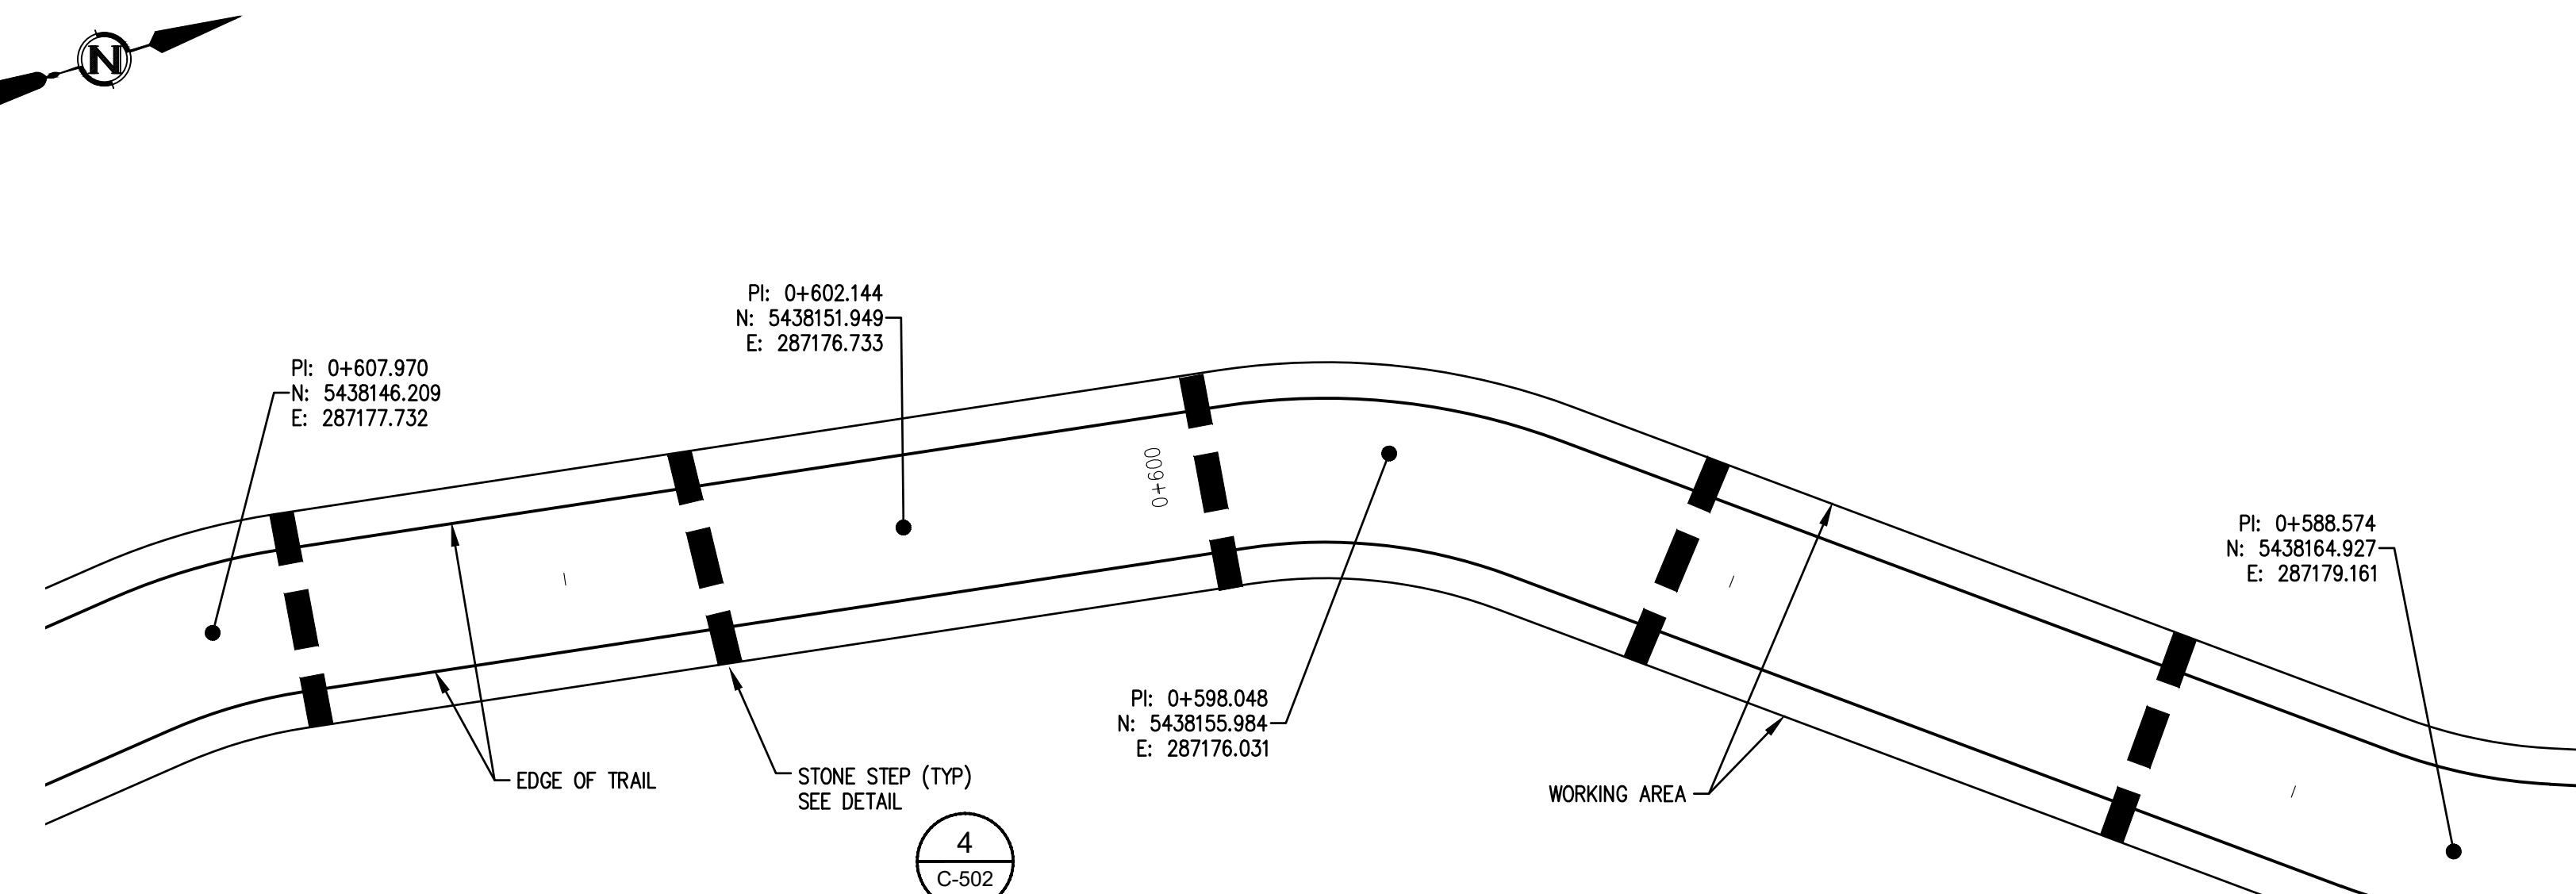 N
PI: 0+602.144
N: 5438151.949
E: 287176.733
PI: 0+607.970
N: 5438146.209
E: 287177.732
0+600
PI: 0+588.574
N: 5438164.927
E: 287179.161
PI: 0+598.048
N: 5438155.984
E: 287176.031
EDGE OF TRAIL
STONE STEP (TYP)
SEE DETAIL
4
C-502
WORKING AREA